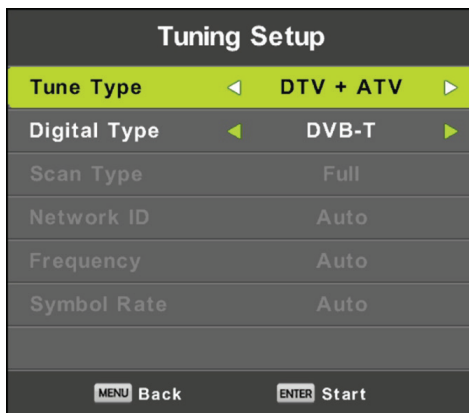 Tuning Setup
Tune Type DTV + ATV
Digital Type DVB-T
Scan Type Full
Network ID Auto
Frequency Auto
Symbol Rate Auto
MENU Back ENTER Start